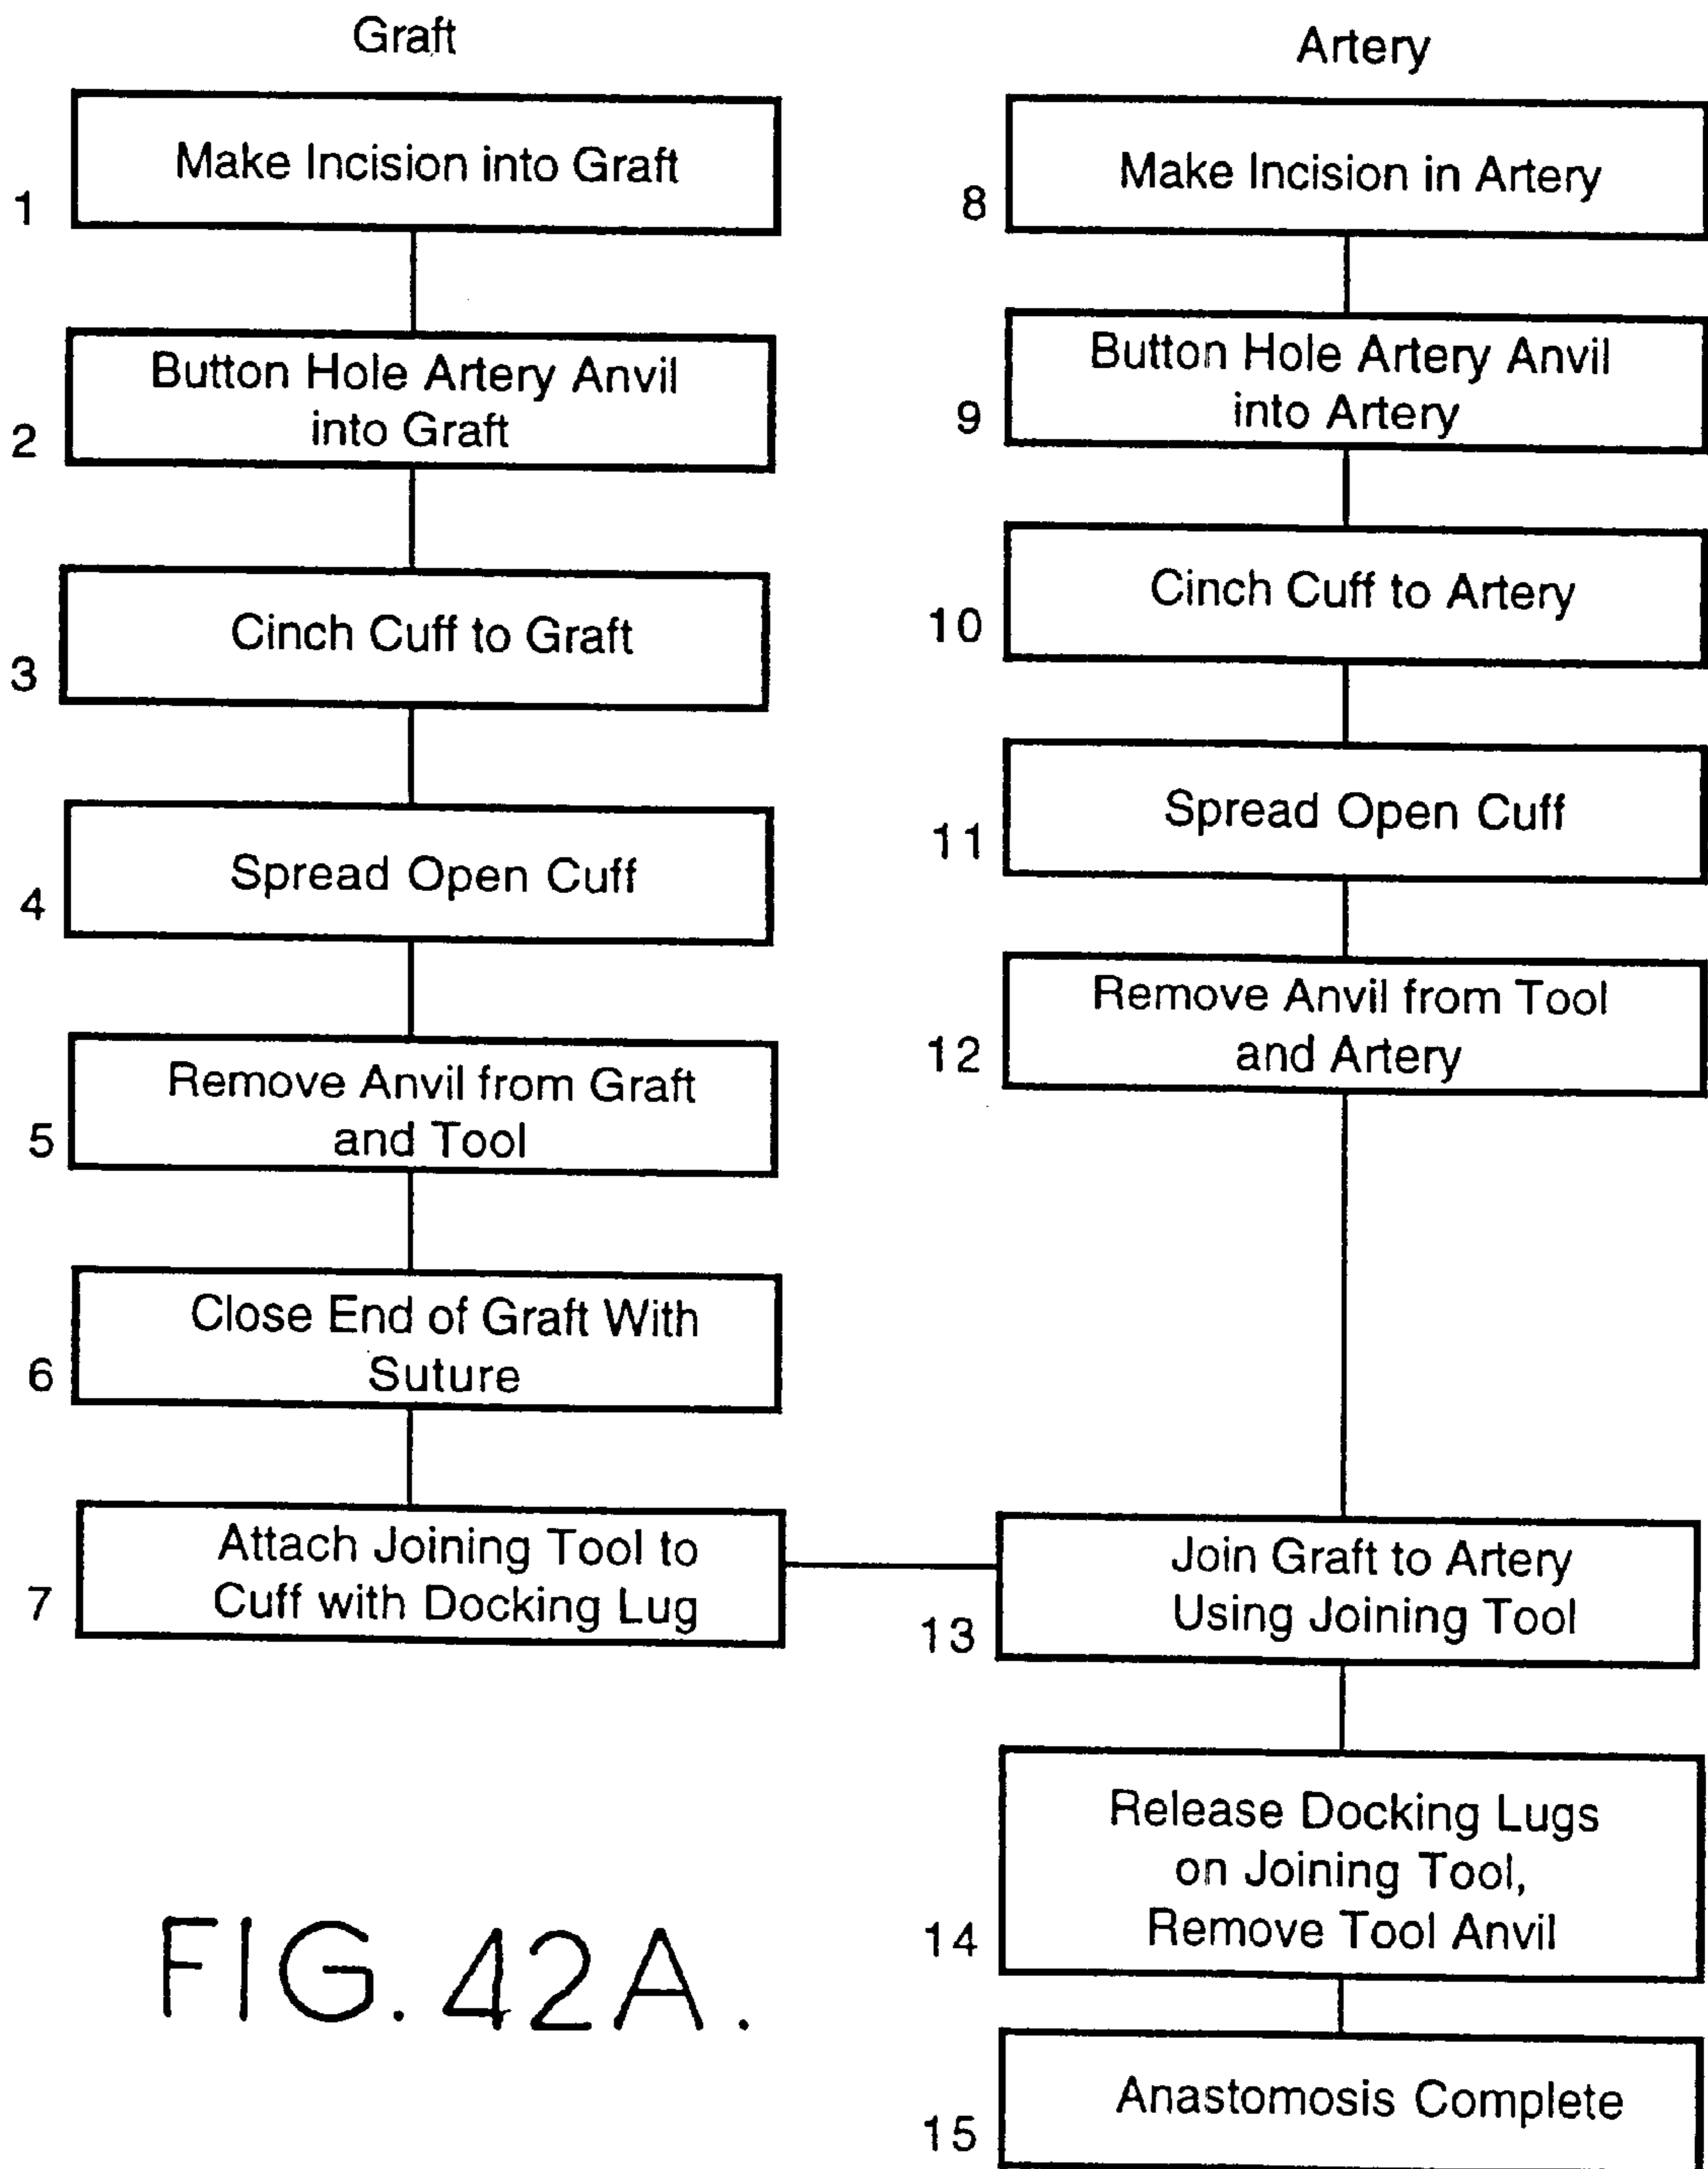 Graft
Make Incision into Graft
1
Button Hole Artery Anvil
into Graft
2
Cinch Cuff to Graft
3
Spread Open Cuff
4
Remove Anvil from Graft
and Tool
5
Close End of Graft With
Suture
6
Attach Joining Tool to
Cuff with Docking Lug
7
Artery
Make Incision in Artery
8
Button Hole Artery Anvil
into Artery
9
Cinch Cuff to Artery
10
Spread Open Cuff
11
Remove Anvil from Tool
and Artery
12
Join Graft to Artery
Using Joining Tool
13
Release Docking Lugs
on Joining Tool,
Remove Tool Anvil
14
Anastomosis Complete
15
FIG. 42A.